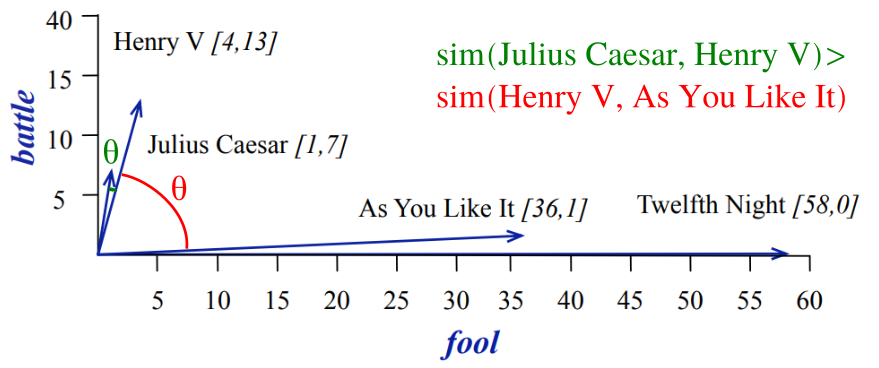 40
Henry V [4,13]
sim(Julius Caesar, Henry V)>
sim(Henry V, As You Like It)
15
battle
10
θ
Julius Caesar [1,7]
θ
5
As You Like It [36,1]
Twelfth Night [58,0]
5 10 15 20 25 30 35 40 45 50 55 60
fool